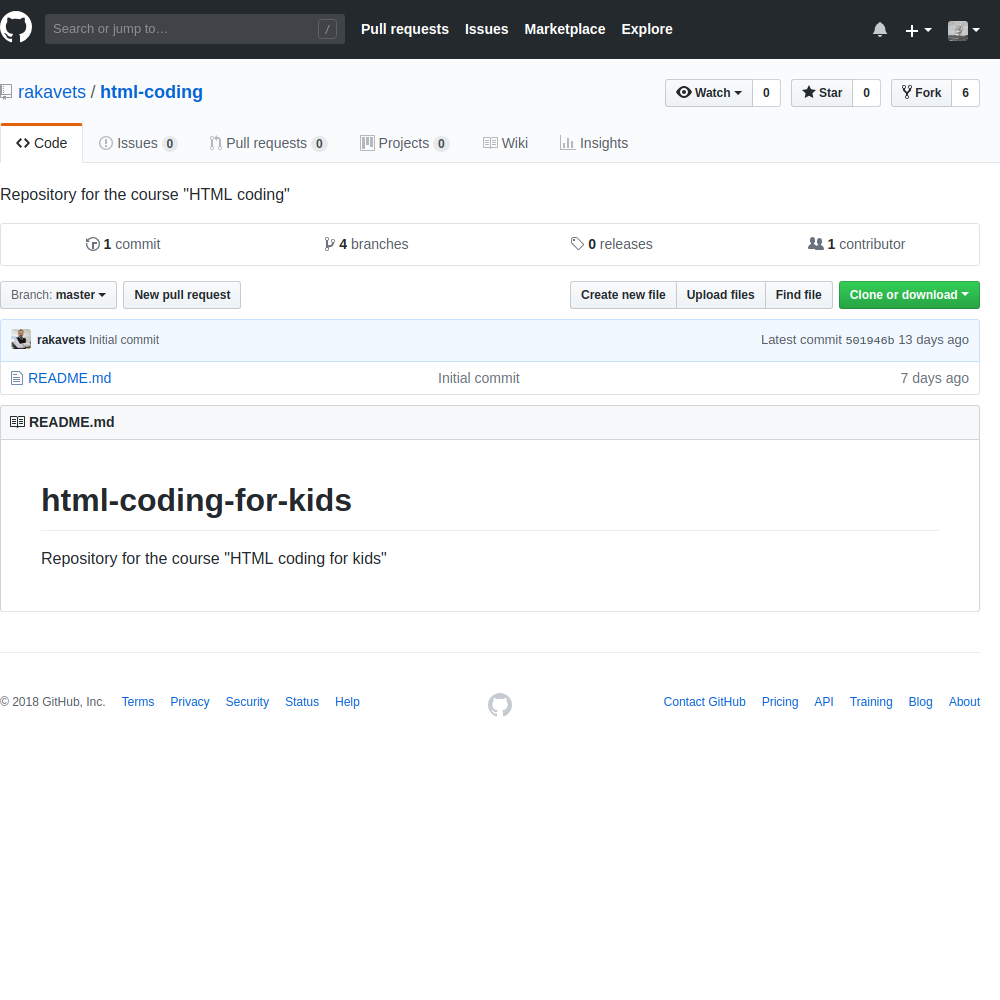 Search or jump to… / Pull requests Issues Marketplace Explore
rakavets / html-coding Watch 0 Star 0 Fork 6
Code Issues 0 Pull requests 0 Projects 0 Wiki Insights
Repository for the course "HTML coding"
1 commit 4 branches 0 releases 1 contributor
Branch: master New pull request Create new file Upload files Find file Clone or download
rakavets Initial commit Latest commit 501946b 13 days ago
README.md Initial commit 7 days ago
README.md
html-coding-for-kids
Repository for the course "HTML coding for kids"
© 2018 GitHub, Inc. Terms Privacy Security Status Help Contact GitHub Pricing API Training Blog About